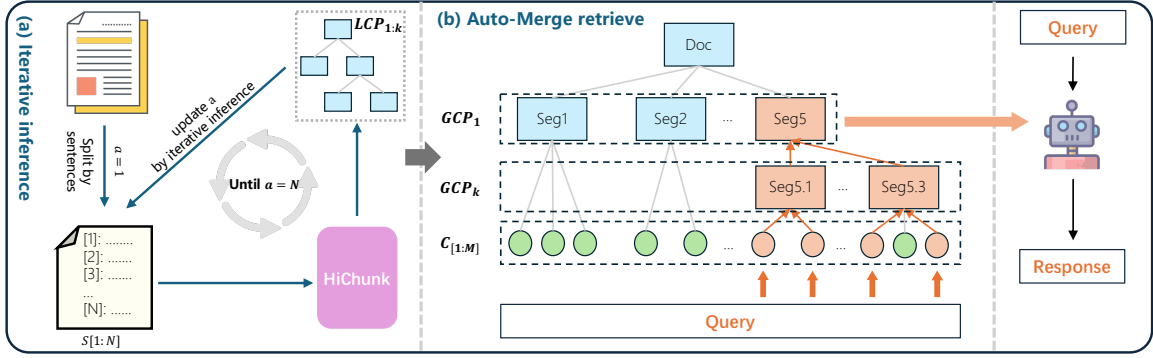 (a) Iterative inference
Split by
sentences
a = 1
update a
by iterative inference
LCP1:k
Until a = N
[1]: ........
[2]: ......
[3]: ........
...
[N]: ......
S[1: N]
HiChunk
(b) Auto-Merge retrieve
Doc
GCP1
Seg1
Seg2
...
Seg5
GCPk
Seg5.1
...
Seg5.3
C[1:M]
...
...
Query
Query
Response